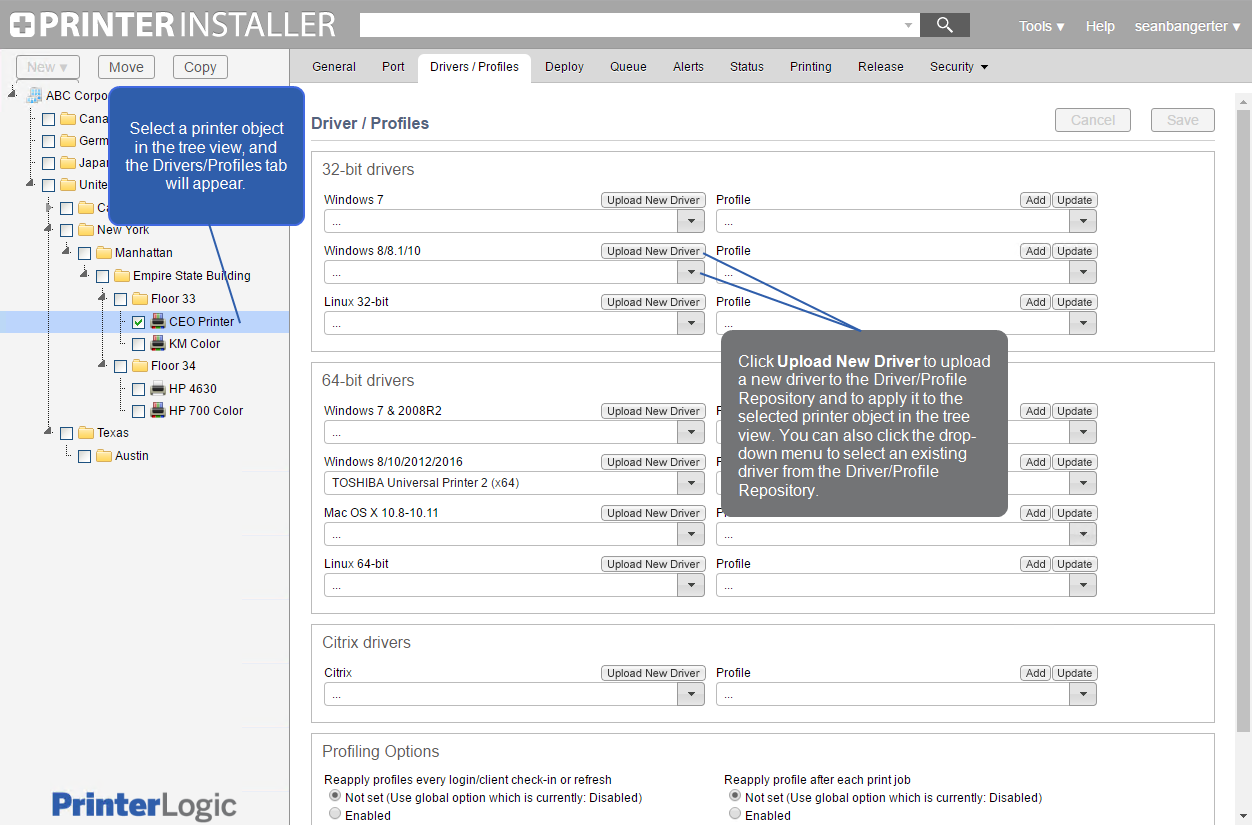 PRINTER INSTALLER
Tools ▾ Help seanbangerter ▾
New ▾ Move Copy
General Port Drivers / Profiles Deploy Queue Alerts Status Printing Release Security
ABC Corpo
Cana
Germ
Japan
Unite
Ca
New York
Manhattan
Empire State Building
Floor 33
CEO Printer
KM Color
Floor 34
HP 4630
HP 700 Color
Texas
Austin
Select a printer object
in the tree view, and
the Drivers/Profiles tab
will appear.
PrinterLogic
Driver / Profiles Cancel Save
32-bit drivers
Windows 7 Upload New Driver Profile Add Update
... ...
Windows 8/8.1/10 Upload New Driver Profile Add Update
... ...
Linux 32-bit Upload New Driver Profile Add Update
... ...
Click Upload New Driver to upload
a new driver to the Driver/Profile
Repository and to apply it to the
selected printer object in the tree
view. You can also click the drop-
down menu to select an existing
driver from the Driver/Profile
Repository.
64-bit drivers
Windows 7 & 2008R2 Upload New Driver Add Update
...
Windows 8/10/2012/2016 Upload New Driver Add Update
TOSHIBA Universal Printer 2 (x64)
Mac OS X 10.8-10.11 Upload New Driver Add Update
... ...
Linux 64-bit Upload New Driver Profile Add Update
... ...
Citrix drivers
Citrix Upload New Driver Profile Add Update
... ...
Profiling Options
Reapply profiles every login/client check-in or refresh Reapply profile after each print job
Not set (Use global option which is currently: Disabled) Not set (Use global option which is currently: Disabled)
Enabled Enabled